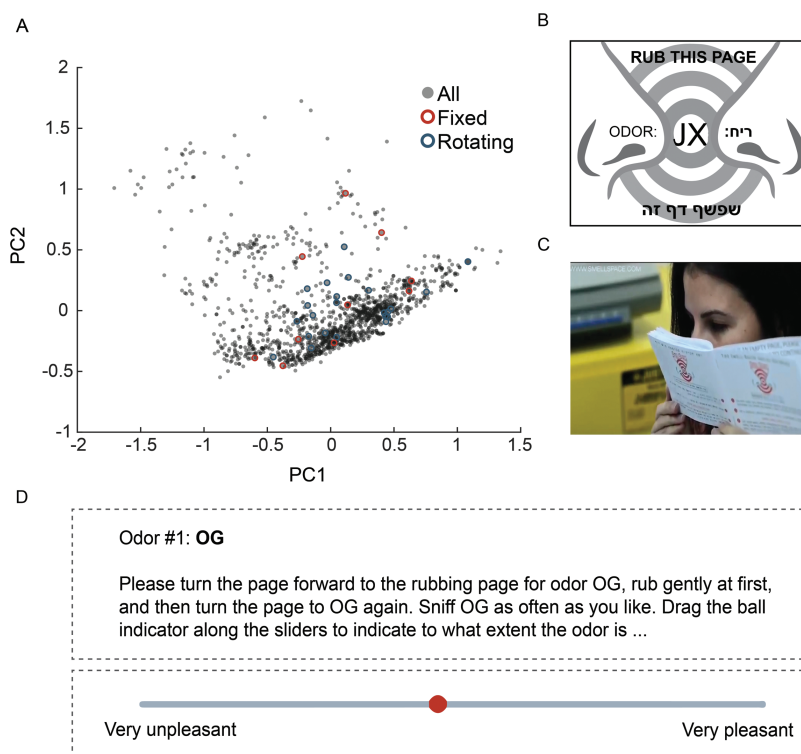 A
2
1.5
1
0.5
0
-0.5
-1
-2
-1.5
-1
-0.5
0
0.5
1
1.5
PC2
PC1
All
Fixed
Rotating
B
RUB THIS PAGE
ODOR:
JX
ריח:
שפשף דף זה
C
WWW.SMELLSPACE.COM
D
Odor #1: OG
Please turn the page forward to the rubbing page for odor OG, rub gently at first,
and then turn the page to OG again. Sniff OG as often as you like. Drag the ball
indicator along the sliders to indicate to what extent the odor is ...
Very unpleasant
Very pleasant